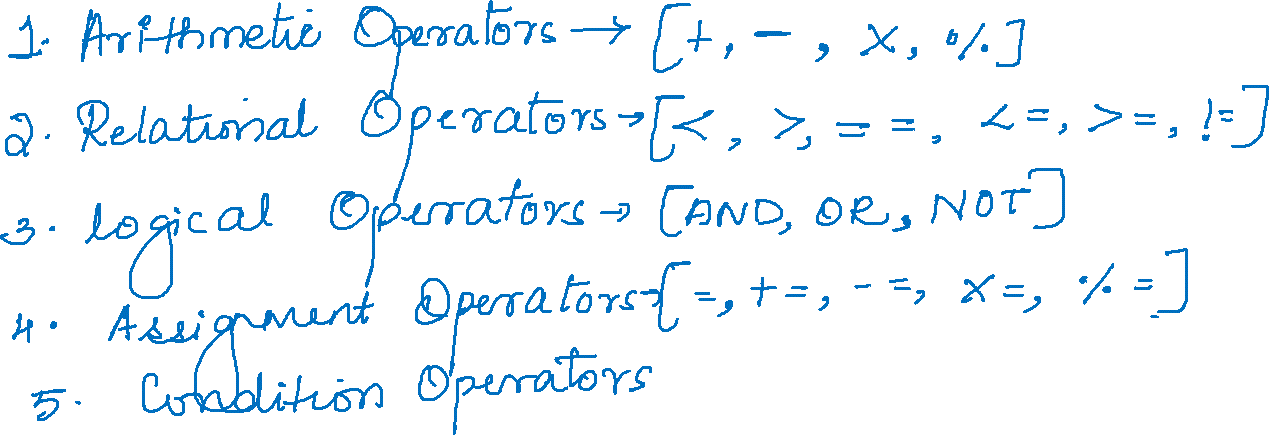 1. Arithmetic Operators → [+, -, ×, %]
2. Relational Operators → [<, >, ==, <=, >=, !=]
3. logical Operators → [AND, OR, NOT]
4. Assignment Operators → [=, +=, -=, ×=, %=]
5. Condition Operators